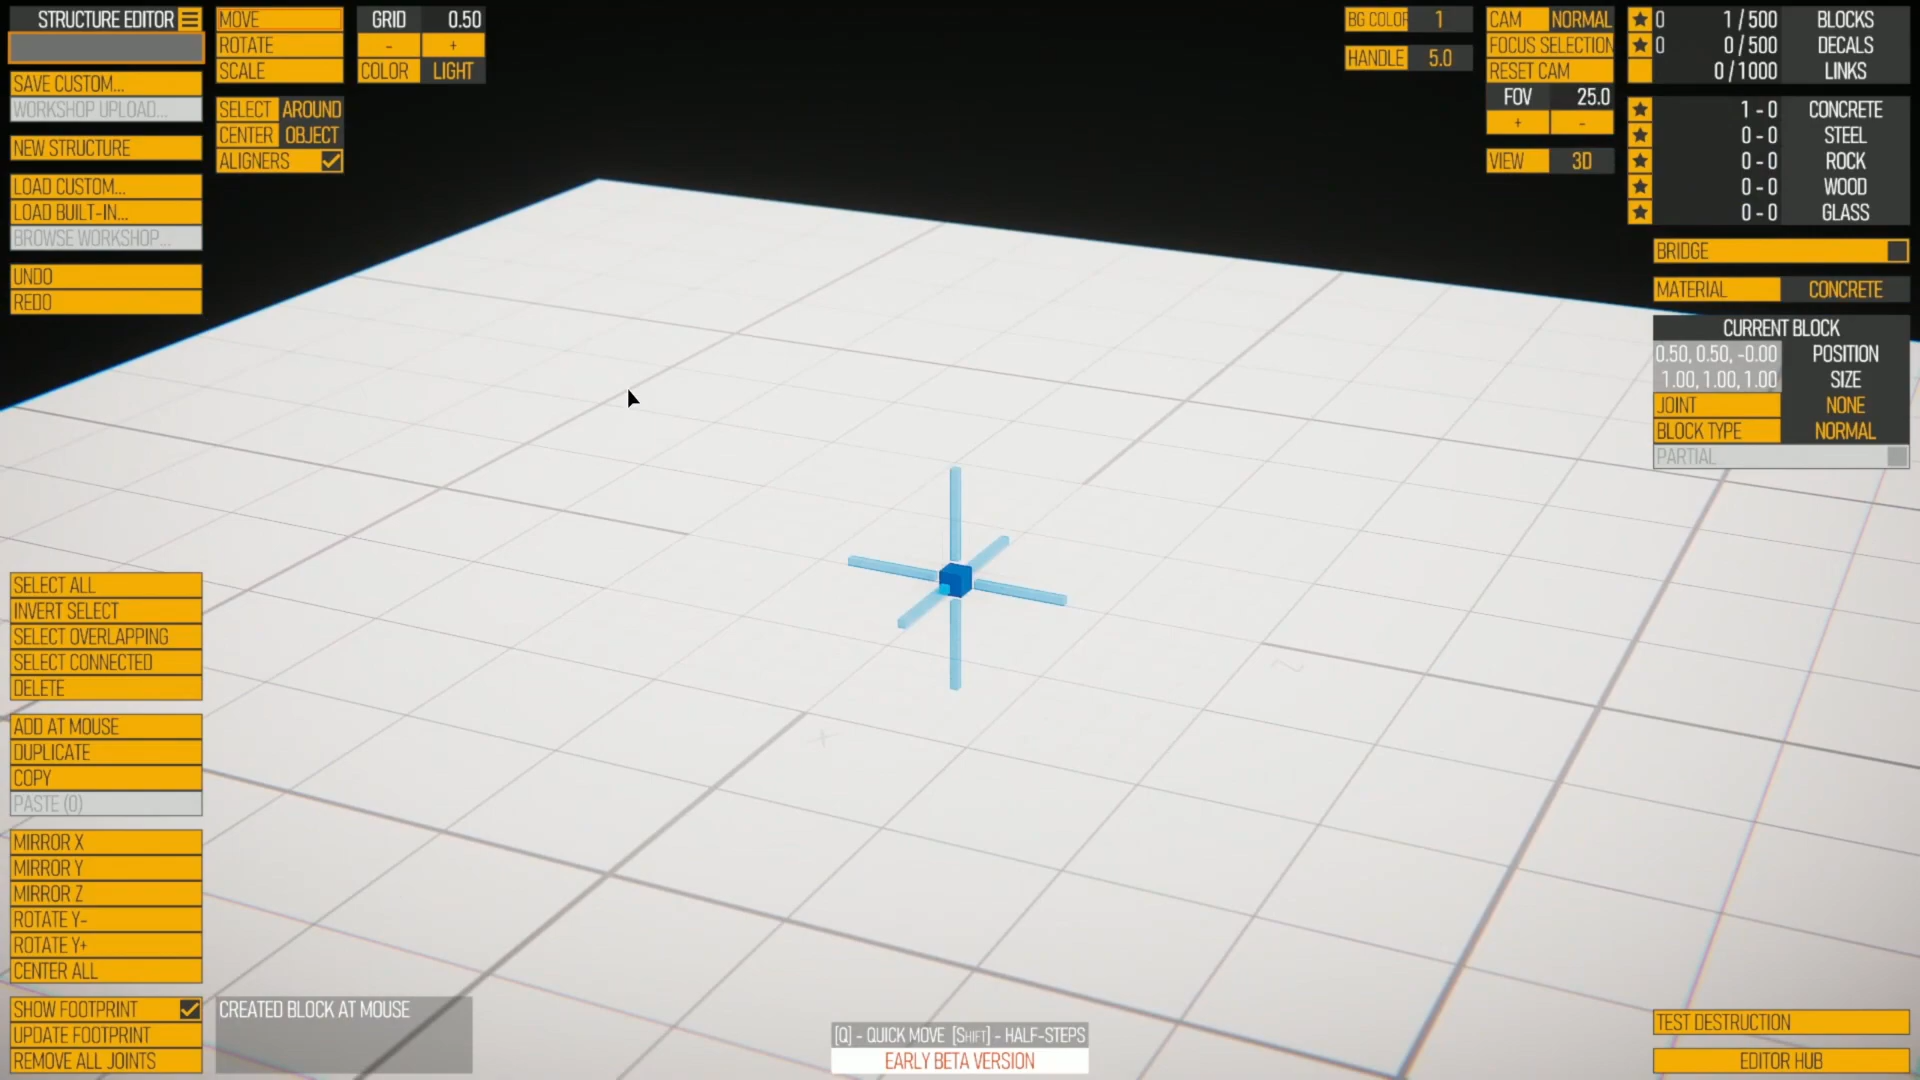 STRUCTURE EDITOR
SAVE CUSTOM...
WORKSHOP UPLOAD...
NEW STRUCTURE
LOAD CUSTOM...
LOAD BUILT-IN...
BROWSE WORKSHOP...
UNDO
REDO
MOVE
ROTATE
SCALE
SELECT AROUND
CENTER OBJECT
ALIGNERS
GRID 0.50
- +
COLOR LIGHT
BG COLOR 1
HANDLE 5.0
CAM NORMAL
FOCUS SELECTION
RESET CAM
FOV 25.0
+ -
VIEW 3D
0 1 / 500 BLOCKS
0 0 / 500 DECALS
0 / 1000 LINKS
1 - 0 CONCRETE
0 - 0 STEEL
0 - 0 ROCK
0 - 0 WOOD
0 - 0 GLASS
BRIDGE
MATERIAL CONCRETE
CURRENT BLOCK
0.50, 0.50, -0.00 POSITION
1.00, 1.00, 1.00 SIZE
JOINT NONE
BLOCK TYPE NORMAL
PARTIAL
Z
X
SELECT ALL
INVERT SELECT
SELECT OVERLAPPING
SELECT CONNECTED
DELETE
ADD AT MOUSE
DUPLICATE
COPY
PASTE (0)
MIRROR X
MIRROR Y
MIRROR Z
ROTATE Y-
ROTATE Y+
CENTER ALL
SHOW FOOTPRINT
UPDATE FOOTPRINT
REMOVE ALL JOINTS
CREATED BLOCK AT MOUSE
[Q] - QUICK MOVE [SHIFT] - HALF-STEPS
EARLY BETA VERSION
TEST DESTRUCTION
EDITOR HUB